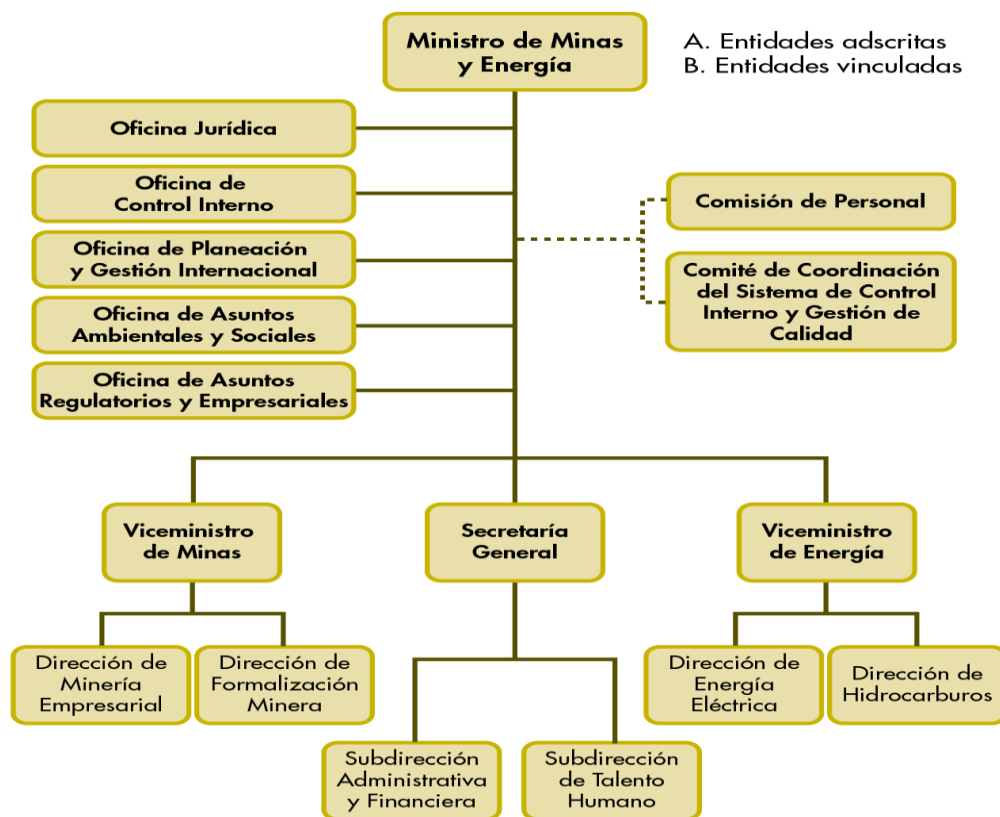 Ministro de Minas
y Energía
A. Entidades adscritas
B. Entidades vinculadas
Oficina Jurídica
Oficina de
Control Interno
Oficina de Planeación
y Gestión Internacional
Oficina de Asuntos
Ambientales y Sociales
Oficina de Asuntos
Regulatorios y Empresariales
Comisión de Personal
Comité de Coordinación
del Sistema de Control
Interno y Gestión de
Calidad
Viceministro
de Minas
Secretaría
General
Viceministro
de Energía
Dirección de
Minería
Empresarial
Dirección de
Formalización
Minera
Subdirección
Administrativa
y Financiera
Subdirección
de Talento
Humano
Dirección de
Energía
Eléctrica
Dirección de
Hidrocarburos